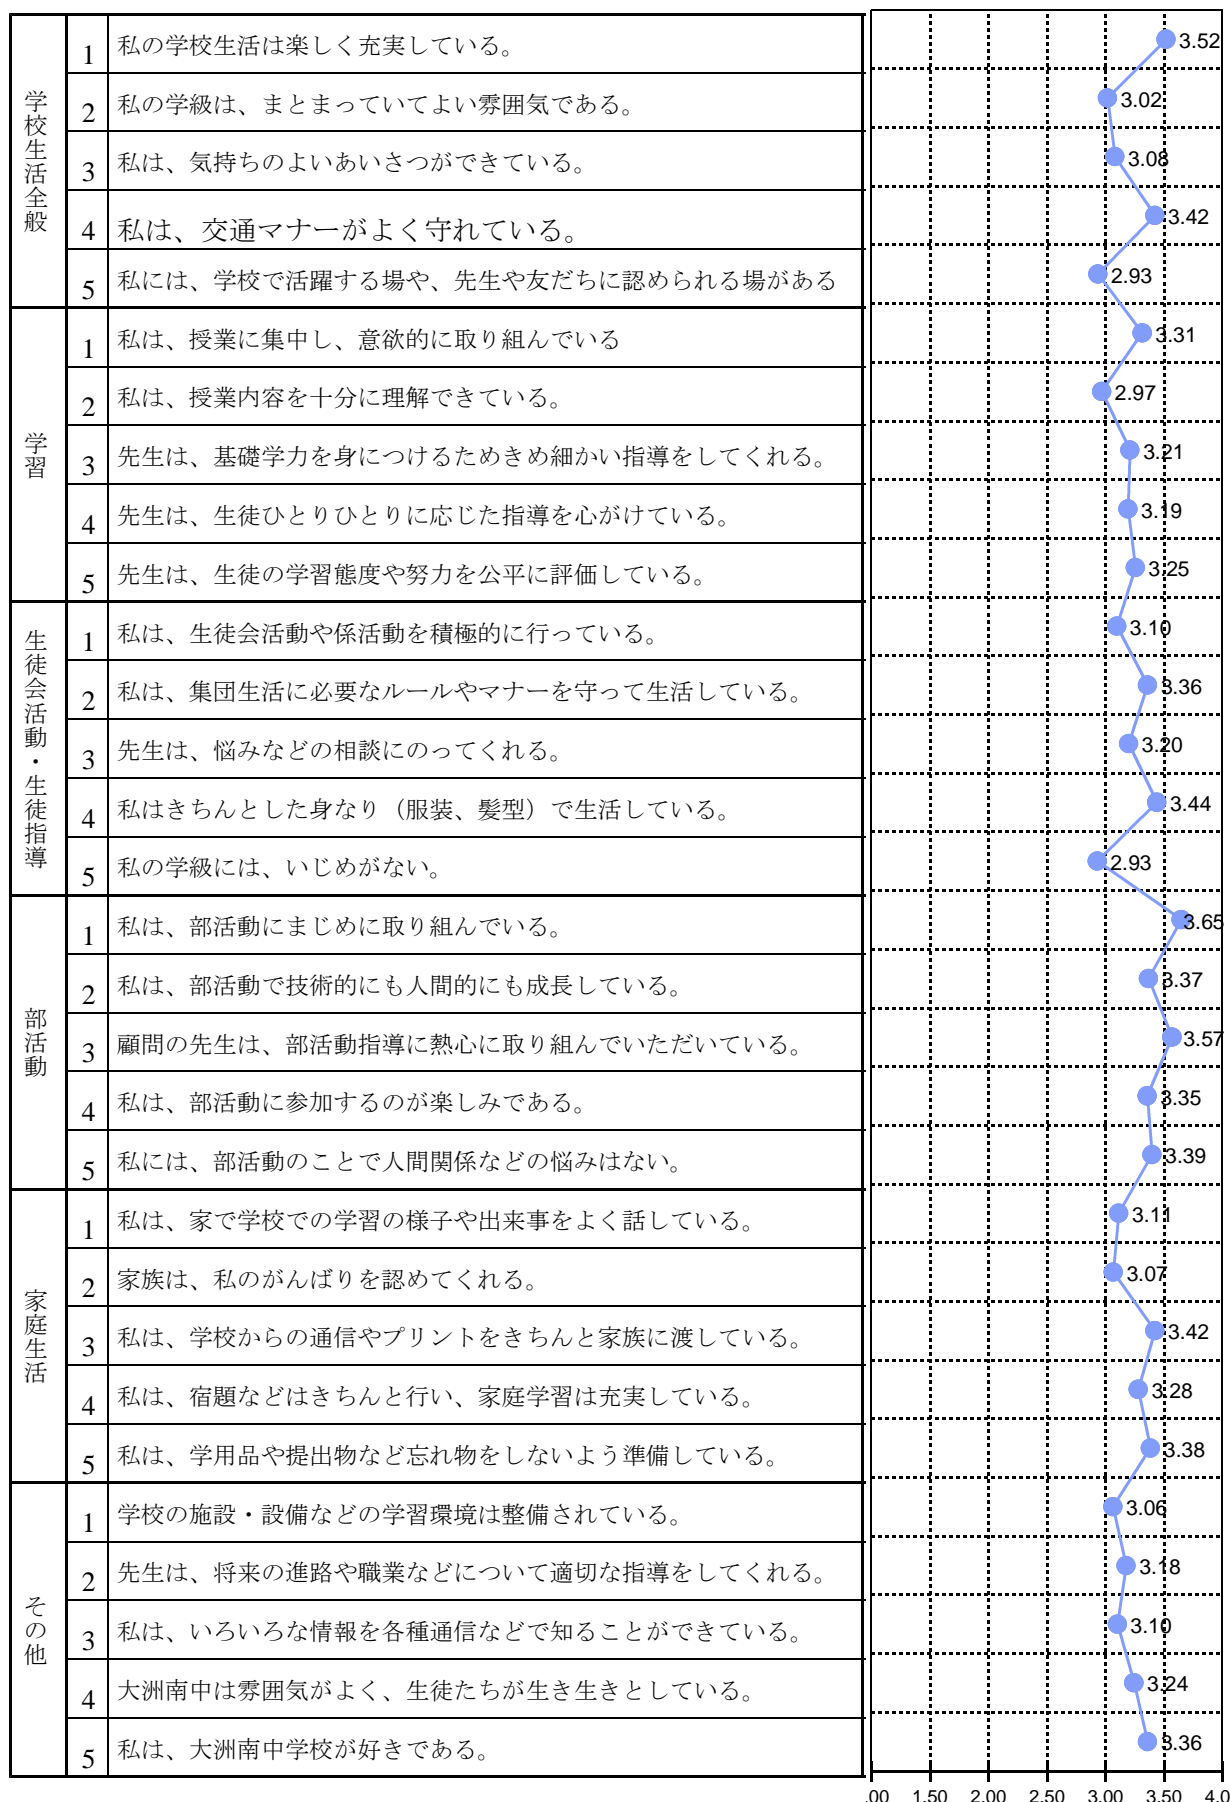 学校生活全般
1 私の学校生活は楽しく充実している。 3.52
2 私の学級は、まとまっていてよい雰囲気である。 3.02
3 私は、気持ちのよいあいさつができている。 3.08
4 私は、交通マナーがよく守れている。 3.42
5 私には、学校で活躍する場や、先生や友だちに認められる場がある 2.93
学習
1 私は、授業に集中し、意欲的に取り組んでいる 3.31
2 私は、授業内容を十分に理解できている。 2.97
3 先生は、基礎学力を身につけるためきめ細かい指導をしてくれる。 3.21
4 先生は、生徒ひとりひとりに応じた指導を心がけている。 3.19
5 先生は、生徒の学習態度や努力を公平に評価している。 3.25
生徒会活動・生徒指導
1 私は、生徒会活動や係活動を積極的に行っている。 3.10
2 私は、集団生活に必要なルールやマナーを守って生活している。 3.36
3 先生は、悩みなどの相談にのってくれる。 3.20
4 私はきちんとした身なり（服装、髪型）で生活している。 3.44
5 私の学級には、いじめがない。 2.93
部活動
1 私は、部活動にまじめに取り組んでいる。 3.65
2 私は、部活動で技術的にも人間的にも成長している。 3.37
3 顧問の先生は、部活動指導に熱心に取り組んでいただいている。 3.57
4 私は、部活動に参加するのが楽しみである。 3.35
5 私には、部活動のことで人間関係などの悩みはない。 3.39
家庭生活
1 私は、家で学校での学習の様子や出来事をよく話している。 3.11
2 家族は、私のがんばりを認めてくれる。 3.07
3 私は、学校からの通信やプリントをきちんと家族に渡している。 3.42
4 私は、宿題などはきちんと行い、家庭学習は充実している。 3.28
5 私は、学用品や提出物など忘れ物をしないよう準備している。 3.38
その他
1 学校の施設・設備などの学習環境は整備されている。 3.06
2 先生は、将来の進路や職業などについて適切な指導をしてくれる。 3.18
3 私は、いろいろな情報を各種通信などで知ることができている。 3.10
4 大洲南中は雰囲気がよく、生徒たちが生き生きとしている。 3.24
5 私は、大洲南中学校が好きである。 3.36
.00 1.50 2.00 2.50 3.00 3.50 4.0